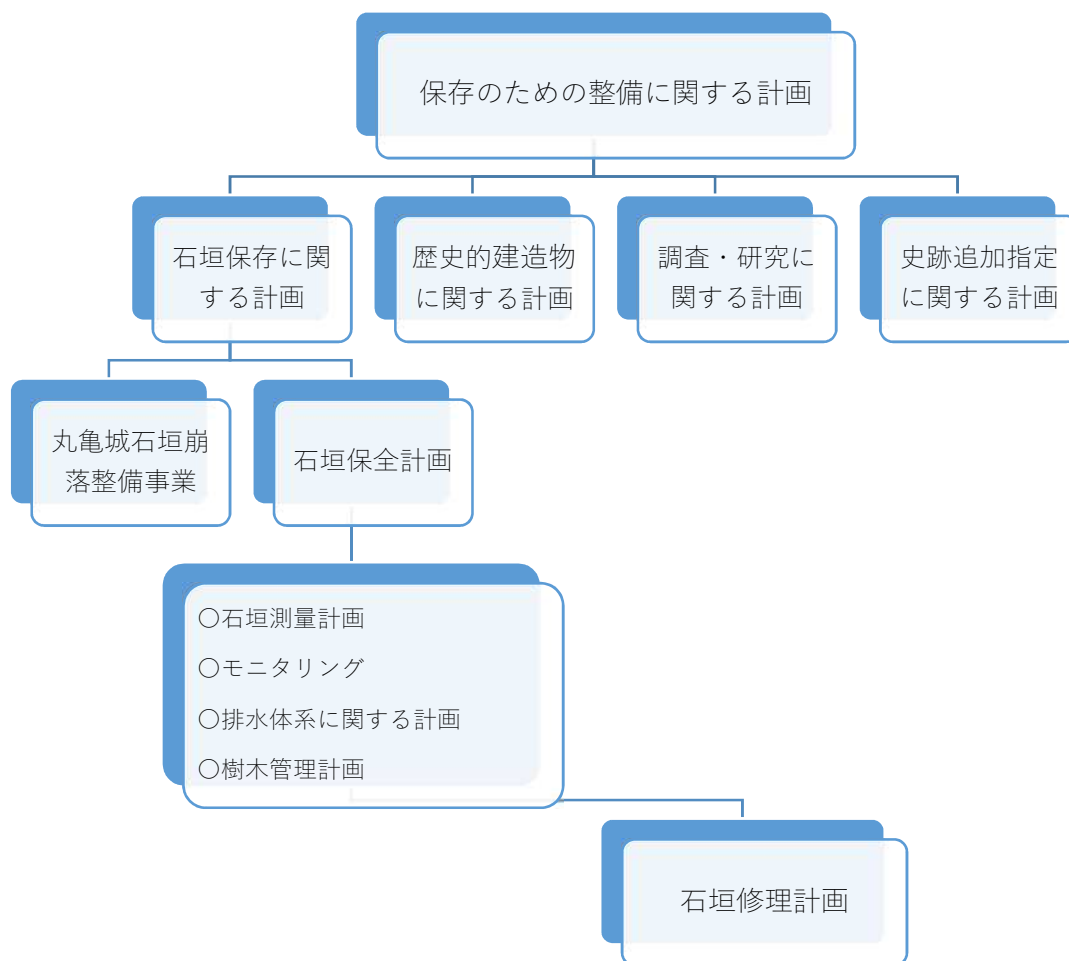 保存のための整備に関する計画
石垣保存に関
する計画
歴史的建造物
に関する計画
調査・研究に
関する計画
史跡追加指定
に関する計画
丸亀城石垣崩
落整備事業
石垣保全計画
〇石垣測量計画
〇モニタリング
〇排水体系に関する計画
〇樹木管理計画
石垣修理計画